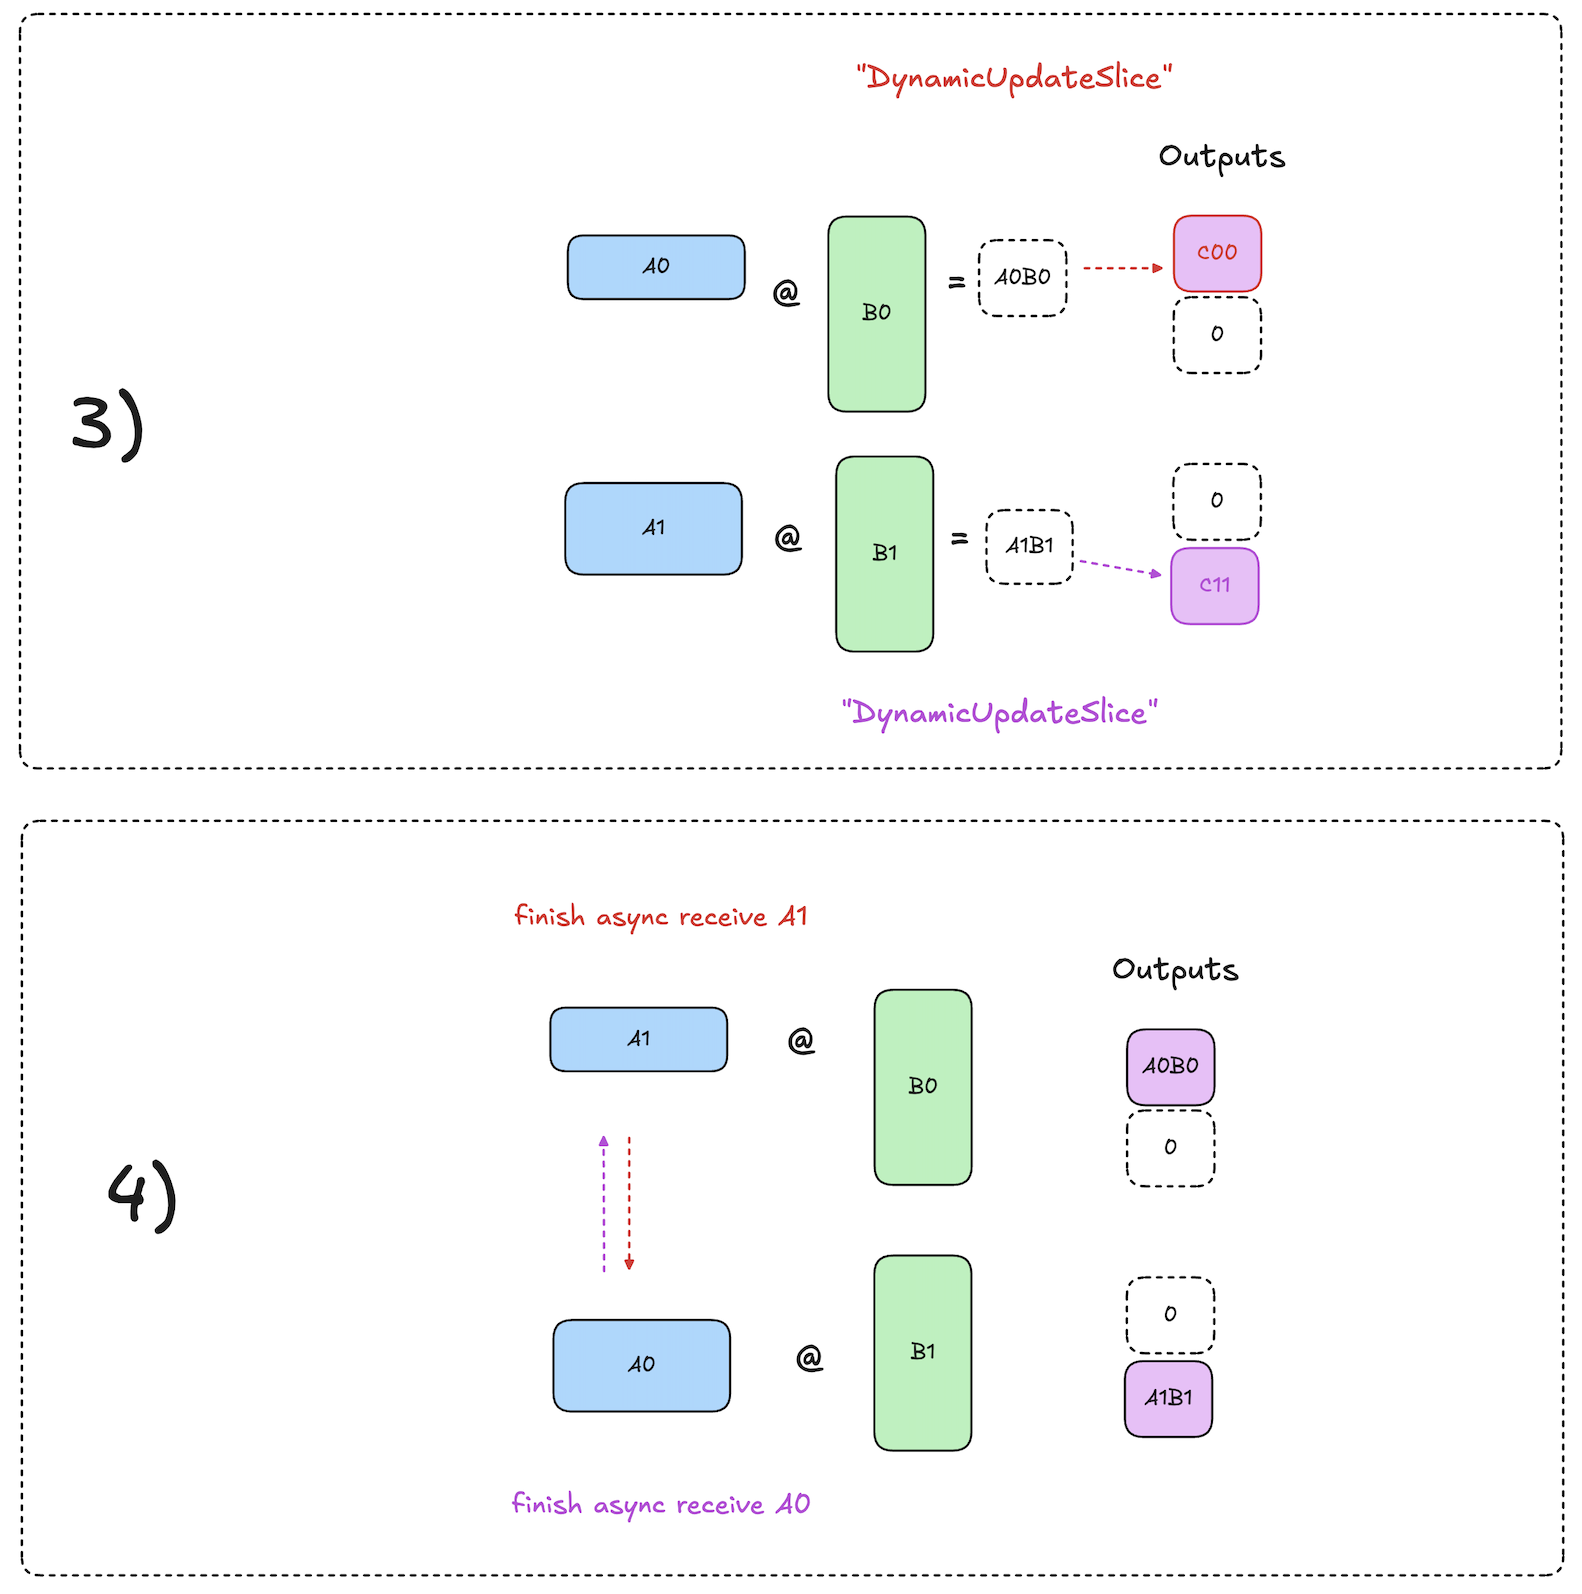 "DynamicUpdateSlice"
Outputs
A0
@
B0
=
A0B0
C00
0
3)
A1
@
B1
=
A1B1
0
C11
"DynamicUpdateSlice"
finish async receive A1
Outputs
A1
@
B0
A0B0
0
4)
A0
@
B1
0
A1B1
finish async receive A0